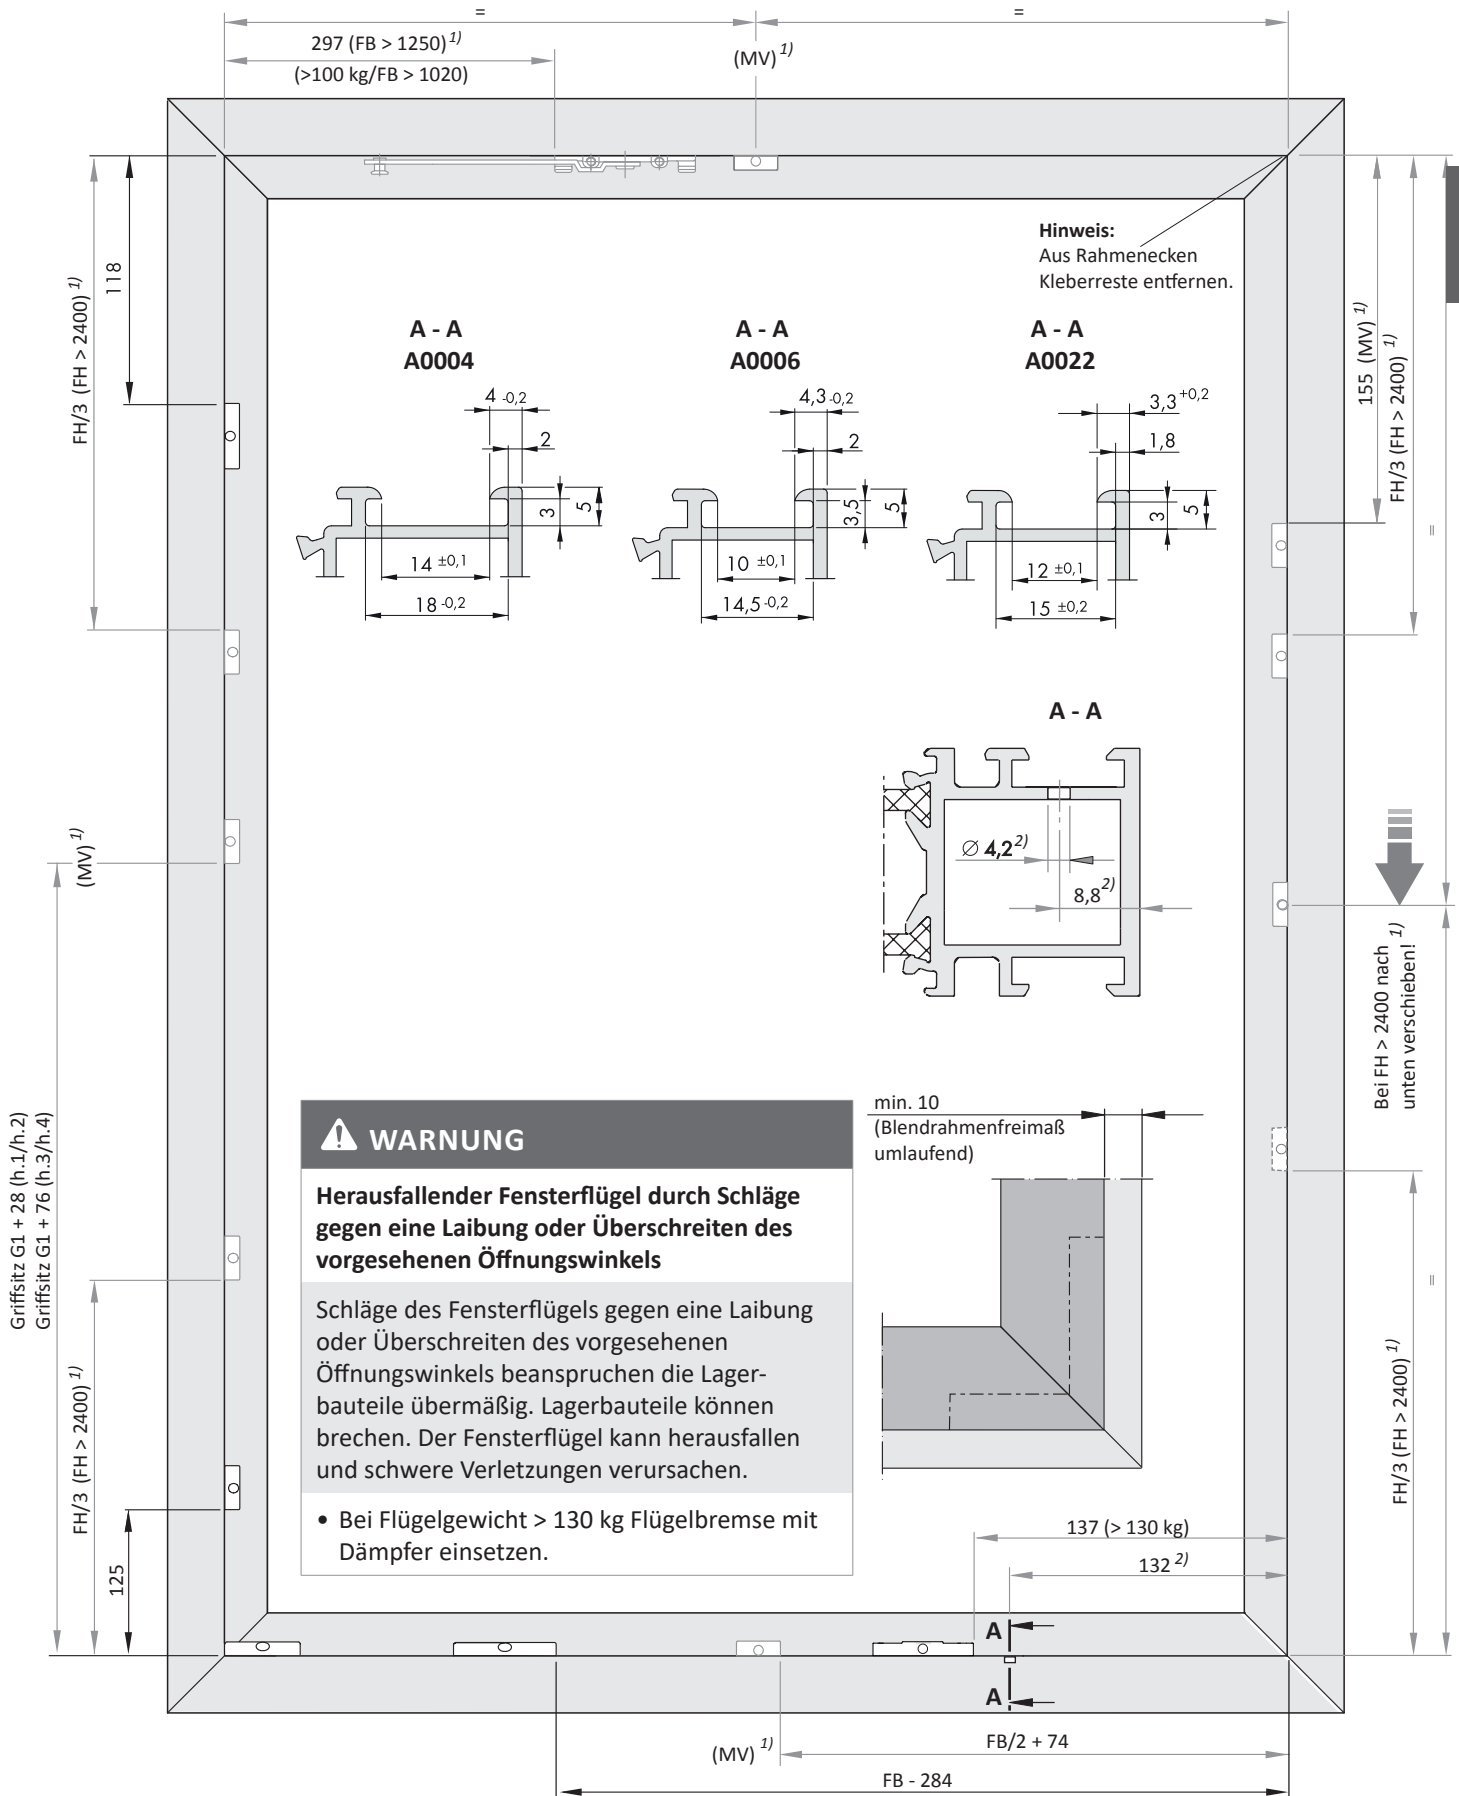 =
=
297 (FB > 1250) 1)
(>100 kg/FB > 1020)
(MV) 1)
118
FH/3 (FH > 2400) 1)
Hinweis:
Aus Rahmenecken
Kleberreste entfernen.
155 (MV) 1)
FH/3 (FH > 2400) 1)
=
A - A
A0004
4 -0,2
2
3
5
14 ±0,1
18 -0,2
A - A
A0006
4,3 -0,2
2
3,5
5
10 ±0,1
14,5 -0,2
A - A
A0022
3,3 +0,2
1,8
3
5
12 ±0,1
15 ±0,2
A - A
∅ 4,2 2)
8,8 2)
(MV) 1)
Bei FH > 2400 nach
unten verschieben! 1)
Griffsitz G1 + 28 (h.1/h.2)
Griffsitz G1 + 76 (h.3/h.4)
WARNUNG
Herausfallender Fensterflügel durch Schläge
gegen eine Laibung oder Überschreiten des
vorgesehenen Öffnungswinkels
Schläge des Fensterflügels gegen eine Laibung
oder Überschreiten des vorgesehenen
Öffnungswinkels beanspruchen die Lager-
bauteile übermäßig. Lagerbauteile können
brechen. Der Fensterflügel kann herausfallen
und schwere Verletzungen verursachen.
• Bei Flügelgewicht > 130 kg Flügelbremse mit
Dämpfer einsetzen.
min. 10
(Blendrahmenfreimaß
umlaufend)
=
FH/3 (FH > 2400) 1)
FH/3 (FH > 2400) 1)
125
137 (> 130 kg)
132 2)
A
A
(MV) 1)
FB/2 + 74
FB - 284